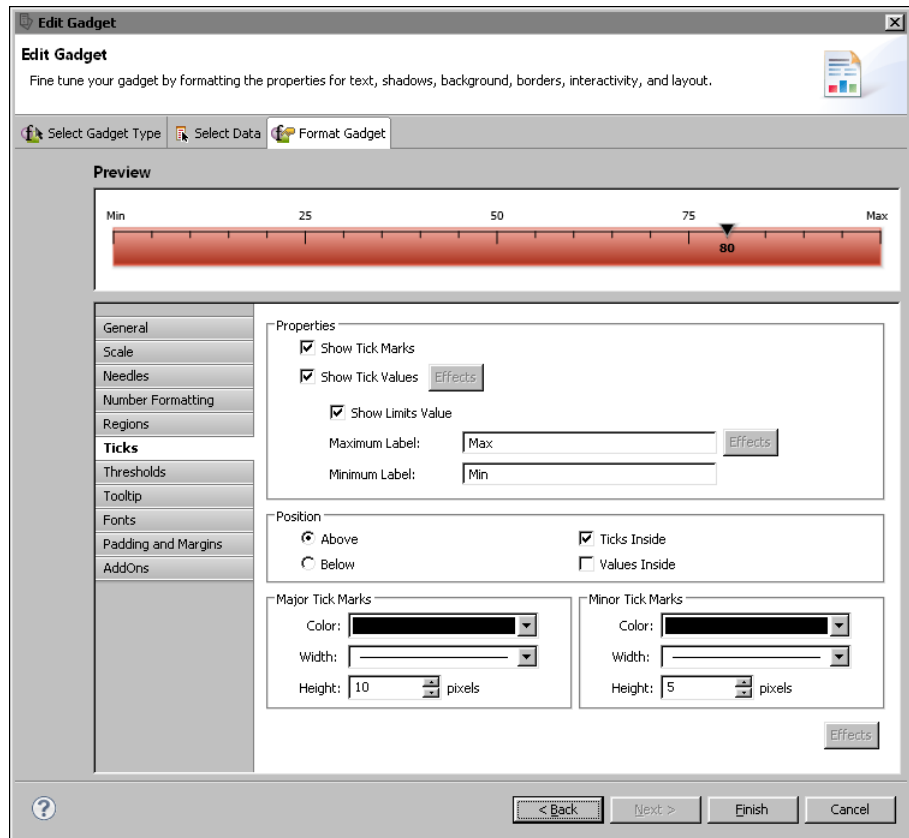 Edit Gadget
Edit Gadget
Fine tune your gadget by formatting the properties for text, shadows, background, borders, interactivity, and layout.
Select Gadget Type Select Data Format Gadget
Preview
Min 25 50 75 Max
80
General
Scale
Needles
Number Formatting
Regions
Ticks
Thresholds
Tooltip
Fonts
Padding and Margins
AddOns
Properties
Show Tick Marks
Show Tick Values Effects
Show Limits Value
Maximum Label: Max Effects
Minimum Label: Min
Position
Above Ticks Inside
Below Values Inside
Major Tick Marks
Color:
Width:
Height: 10 pixels
Minor Tick Marks
Color:
Width:
Height: 5 pixels
Effects
? < Back Next > Finish Cancel